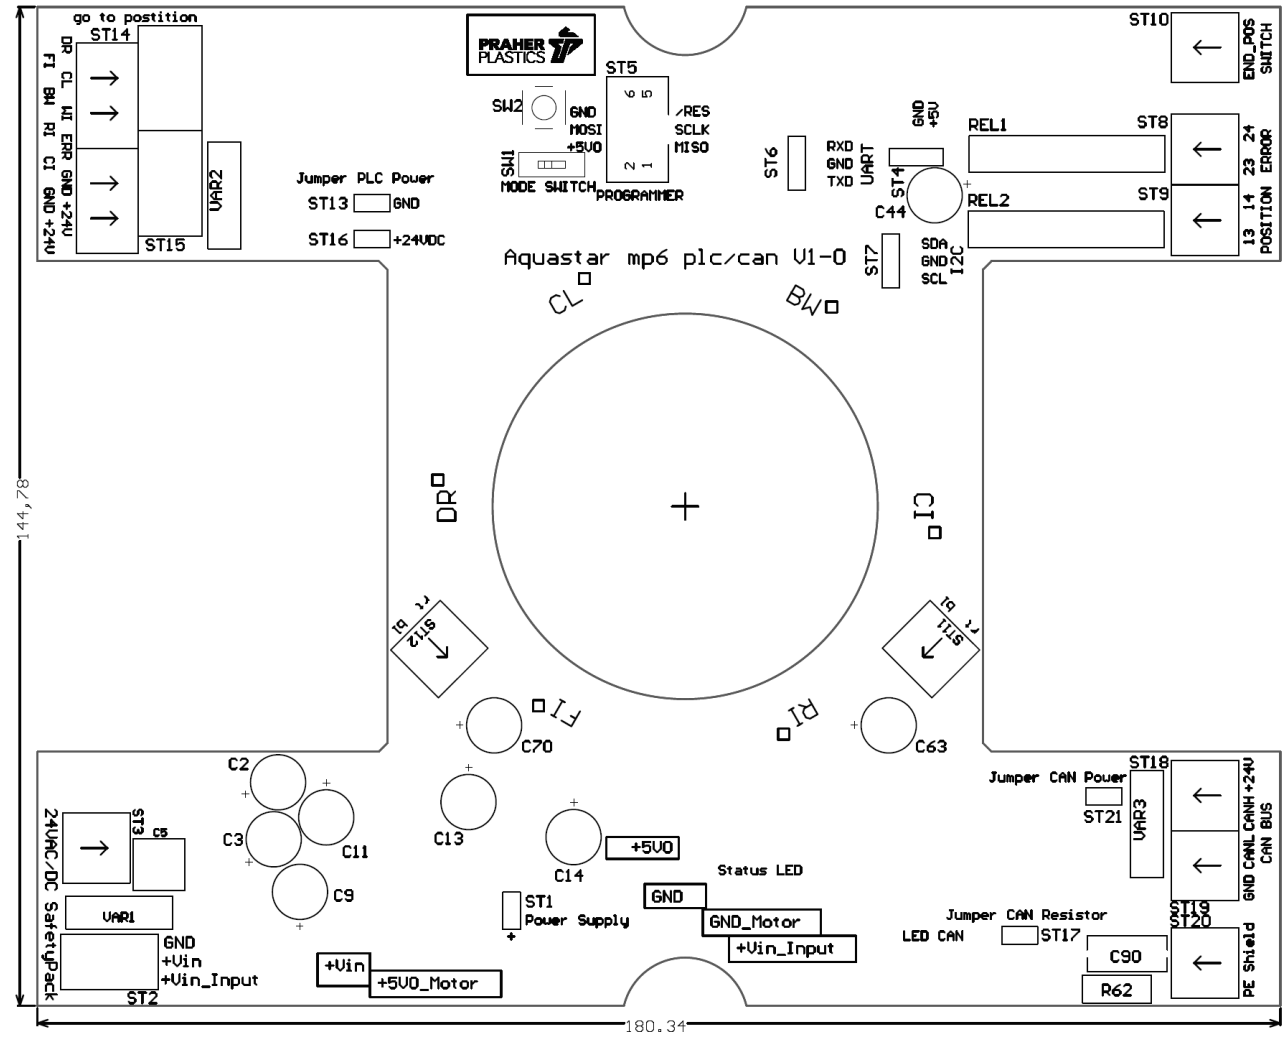 go to postition
ST14
DR CL WI ERR GND +24V
FI BW RI CI GND +24V
ST15
VAR2
PRAHER
PLASTICS
SW2
ST5
6 5
2 1
GND
MOSI
+5V0
/RES
SCLK
MISO
SW1
MODE SWITCH
PROGRAMMER
Jumper PLC Power
ST13
GND
ST16
+24VDC
ST6
RXD
GND
TXD
UART
GND
+5V
ST4
C44
+
REL1
REL2
ST10
END_POS
SWITCH
ST8
23 24
ERROR
ST9
13 14
POSITION
ST7
SDA
GND
SCL
I2C
Aquastar mp6 plc/can V1-0
CL
BW
DR
CI
144,78
rt bl
ST12
rt bl
ST11
FI
RI
+
C70
+
C63
C2
+
C3
+
+
C11
C9
+
+
C13
+
C14
24VAC/DC
ST3
C5
VAR1
SafetyPack
GND
+Vin
+Vin_Input
ST2
+Vin
+5V0_Motor
ST1
Power Supply
+
+5V0
Status LED
GND
GND_Motor
+Vin_Input
Jumper CAN Power
ST21
ST18
VAR3
GND CANL CANH +24V
CAN BUS
ST19
ST20
Jumper CAN Resistor
LED CAN
ST17
C90
R62
PE Shield
180.34